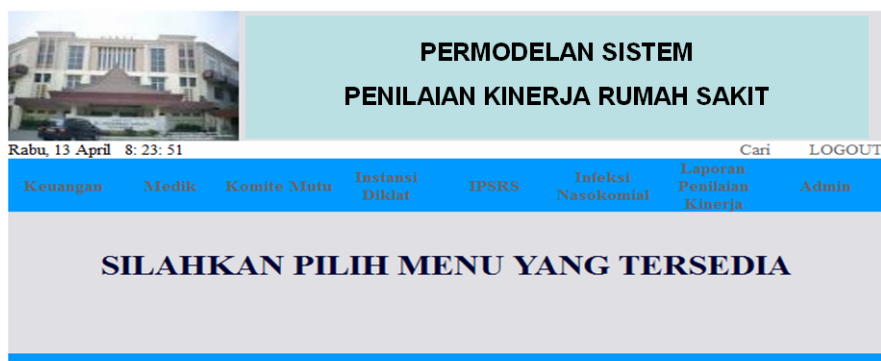 PERMODELAN SISTEM
PENILAIAN KINERJA RUMAH SAKIT
Rabu, 13 April 8: 23: 51
Cari LOGOUT
Keuangan
Medik
Komite Mutu
Instansi
Diklat
IPSRS
Infeksi
Nasokomial
Laporan
Penilaian
Kinerja
Admin
SILAHKAN PILIH MENU YANG TERSEDIA